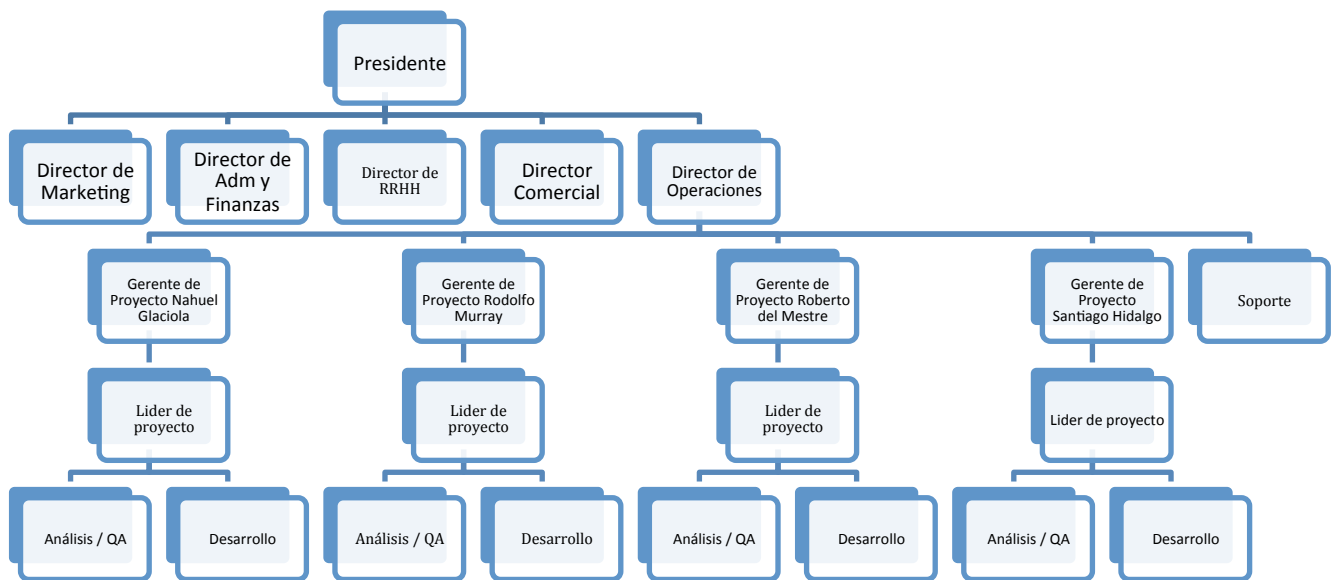 Presidente
Director de
Marketing
Director de
Adm y
Finanzas
Director de
RRHH
Director
Comercial
Director de
Operaciones
Gerente de
Proyecto Nahuel
Glaciola
Gerente de
Proyecto Rodolfo
Murray
Gerente de
Proyecto Roberto
del Mestre
Gerente de
Proyecto
Santiago Hidalgo
Soporte
Lider de
proyecto
Lider de
proyecto
Lider de
proyecto
Lider de proyecto
Análisis / QA
Desarrollo
Análisis / QA
Desarrollo
Análisis / QA
Desarrollo
Análisis / QA
Desarrollo